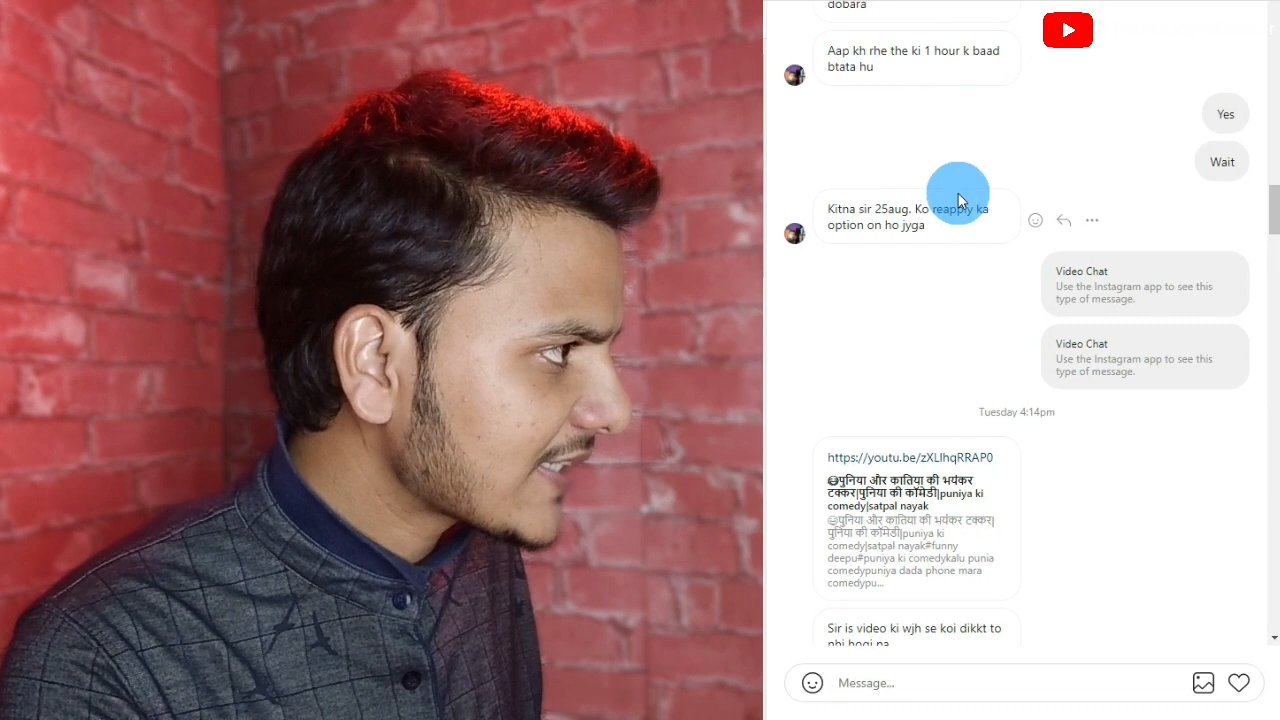 dobara
Aap kh rhe the ki 1 hour k baad
btata hu
Yes
Wait
Kitna sir 25aug. Ko reapply ka
option on ho jyga
Video Chat
Use the Instagram app to see this
type of message.
Video Chat
Use the Instagram app to see this
type of message.
Tuesday 4:14pm
https://youtu.be/zXLlhqRRAP0
😂पुनिया और कातिया की भयंकर
टक्कर|पुनिया की कॉमेडी|puniya ki
comedy|satpal nayak
😂पुनिया और कातिया की भयंकर टक्कर|
पुनिया की कॉमेडी|puniya ki
comedy|satpal nayak#funny
deepu#puniya ki comedykalu punia
comedypuniya dada phone mara
comedypu...
Sir is video ki wjh se koi dikkt to
nhi hogi na
Message...